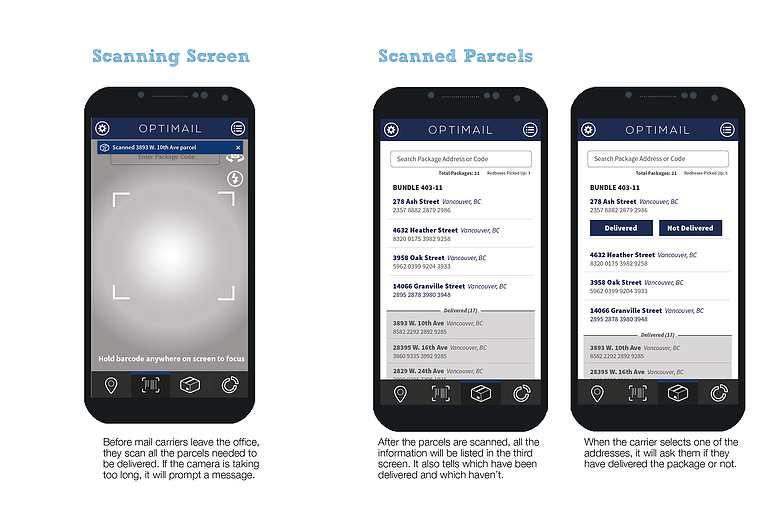 Scanning Screen
OPTIMAIL
Scanned 3893 W. 10th Ave parcel
×
Enter Package Code
Hold barcode anywhere on screen to focus
Before mail carriers leave the office,
they scan all the parcels needed to
be delivered. If the camera is taking
too long, it will prompt a message.
Scanned Parcels
OPTIMAIL
Search Package Address or Code
Total Packages: 21 Redboxes Picked Up: 3
BUNDLE 403-11
278 Ash Street Vancouver, BC
2357 8882 2879 2986
4632 Heather Street Vancouver, BC
8320 0175 3982 9258
3958 Oak Street Vancouver, BC
5962 0399 9204 3933
14066 Granville Street Vancouver, BC
2895 2878 3980 3948
Delivered (17)
3893 W. 10th Ave Vancouver, BC
8582 2292 2892 9285
28395 W. 16th Ave Vancouver, BC
3860 9335 3992 9285
2829 W. 24th Ave Vancouver, BC
After the parcels are scanned, all the
information will be listed in the third
screen. It also tells which have been
delivered and which haven't.
OPTIMAIL
Search Package Address or Code
Total Packages: 21 Redboxes Picked Up: 3
BUNDLE 403-11
278 Ash Street Vancouver, BC
2357 8882 2879 2986
Delivered Not Delivered
4632 Heather Street Vancouver, BC
8320 0175 3982 9258
3958 Oak Street Vancouver, BC
5962 0399 9204 3933
14066 Granville Street Vancouver, BC
2895 2878 3980 3948
Delivered (17)
3893 W. 10th Ave Vancouver, BC
8582 2292 2892 9285
28395 W. 16th Ave Vancouver, BC
When the carrier selects one of the
addresses, it will ask them if they
have delivered the package or not.